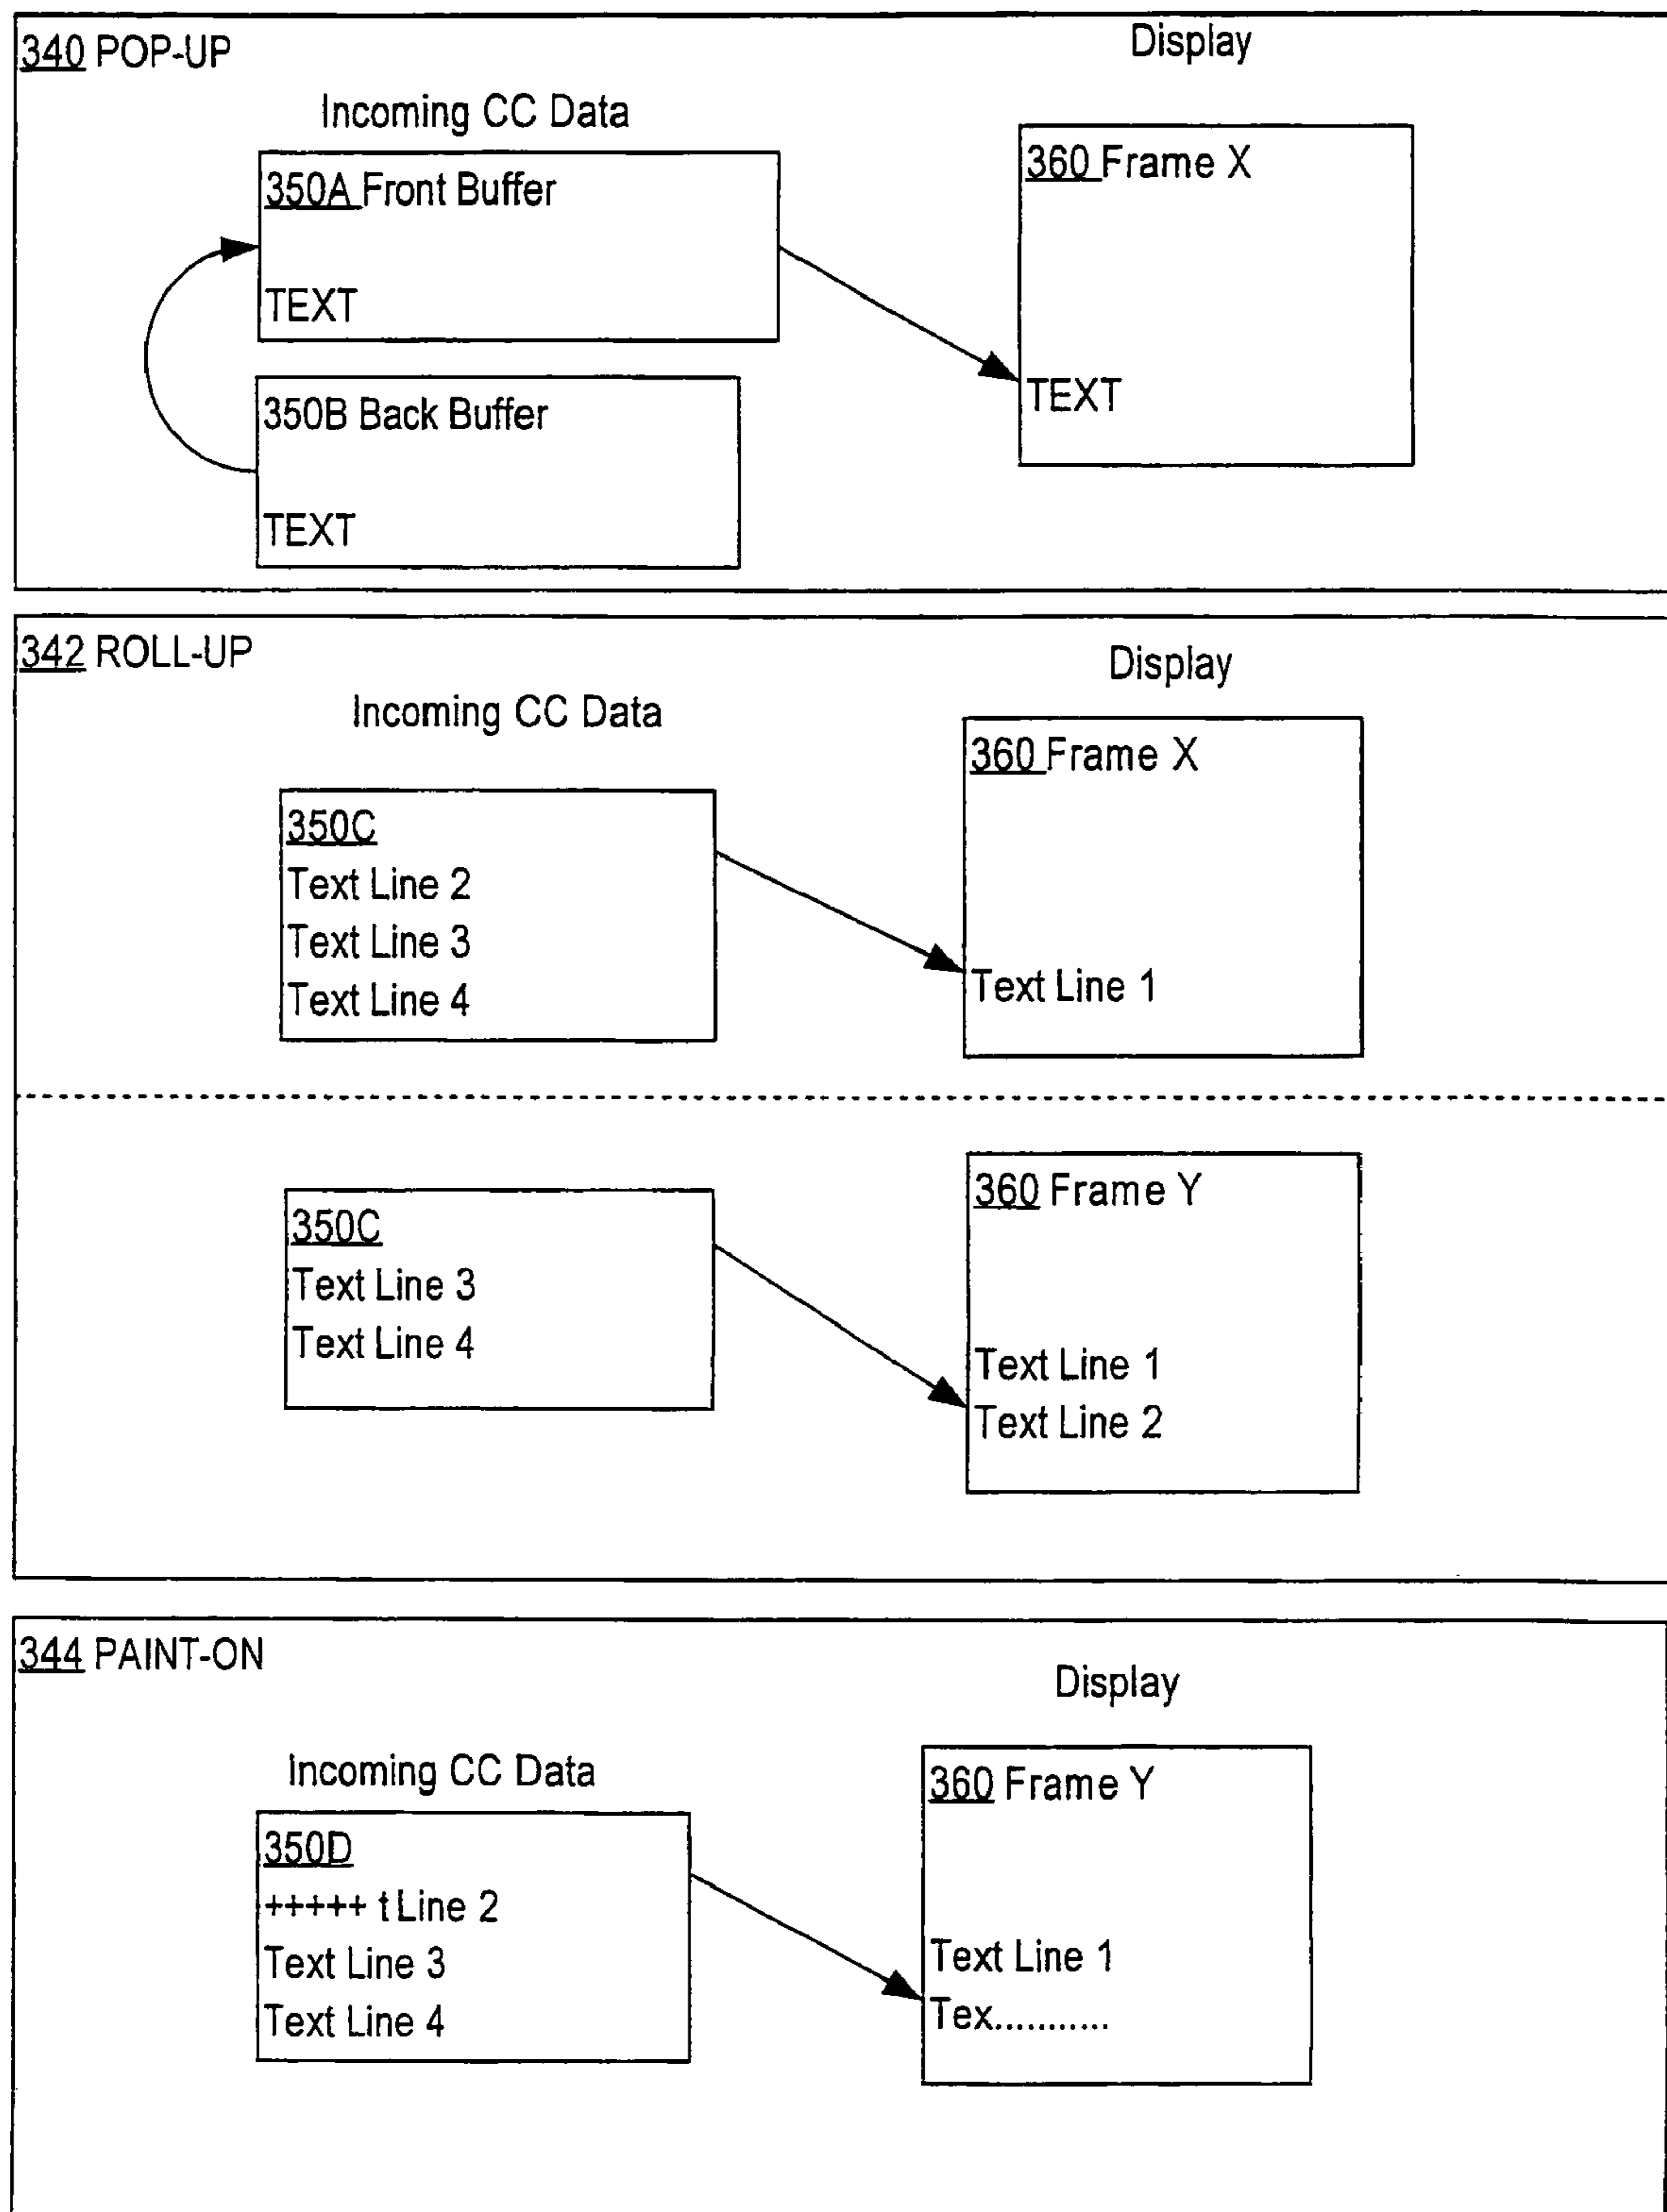 340 POP-UP
Display
Incoming CC Data
350A Front Buffer
TEXT
350B Back Buffer
TEXT
360 Frame X
TEXT
342 ROLL-UP
Display
Incoming CC Data
350C
Text Line 2
Text Line 3
Text Line 4
360 Frame X
Text Line 1
350C
Text Line 3
Text Line 4
360 Frame Y
Text Line 1
Text Line 2
344 PAINT-ON
Display
Incoming CC Data
350D
+++++ t Line 2
Text Line 3
Text Line 4
360 Frame Y
Text Line 1
Tex...........